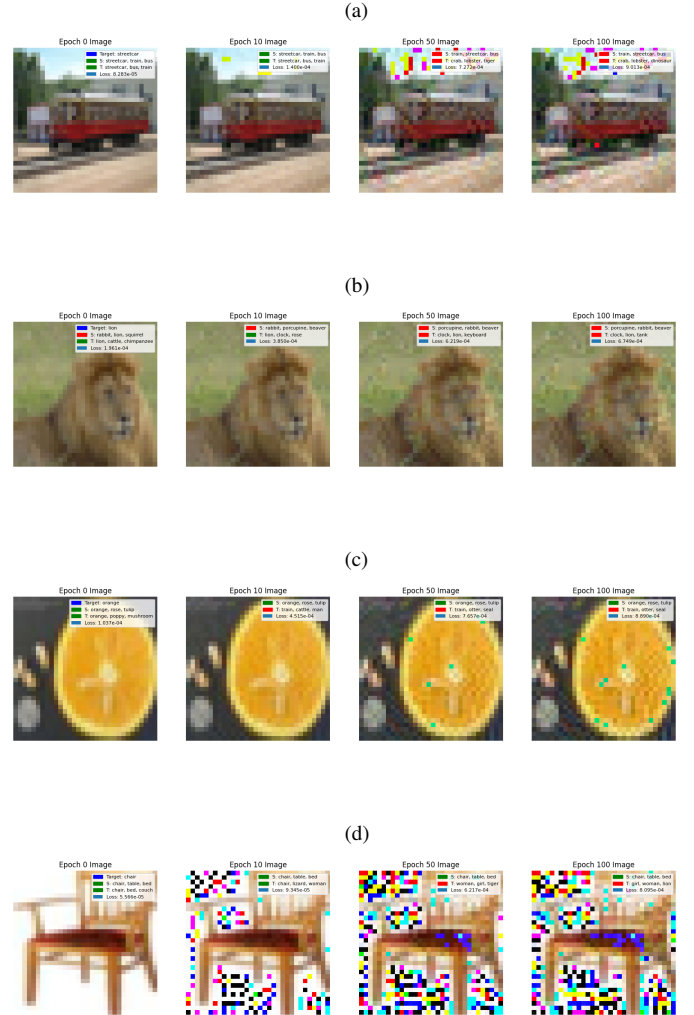 (a)
Epoch 0 Image
Target: streetcar
S: streetcar, train, bus
T: streetcar, bus, train
Loss: 8.263e-05
Epoch 10 Image
S: streetcar, train, bus
T: streetcar, bus, train
Loss: 1.400e-04
Epoch 50 Image
S: train, streetcar, bus
T: crab, lobster, tiger
Loss: 7.272e-04
Epoch 100 Image
S: train, streetcar, bus
T: crab, lobster, dinosaur
Loss: 9.013e-04
(b)
Epoch 0 Image
Target: lion
S: rabbit, lion, squirrel
T: lion, cattle, chimpanzee
Loss: 1.961e-04
Epoch 10 Image
S: rabbit, porcupine, beaver
T: lion, clock, rose
Loss: 3.850e-04
Epoch 50 Image
S: porcupine, rabbit, beaver
T: clock, lion, keyboard
Loss: 6.219e-04
Epoch 100 Image
S: porcupine, rabbit, beaver
T: clock, lion, tank
Loss: 6.749e-04
(c)
Epoch 0 Image
Target: orange
S: orange, rose, tulip
T: orange, poppy, mushroom
Loss: 1.037e-04
Epoch 10 Image
S: orange, rose, tulip
T: train, cattle, man
Loss: 4.515e-04
Epoch 50 Image
S: orange, rose, tulip
T: train, otter, seal
Loss: 7.657e-04
Epoch 100 Image
S: orange, rose, tulip
T: train, otter, seal
Loss: 8.690e-04
(d)
Epoch 0 Image
Target: chair
S: chair, table, bed
T: chair, bed, couch
Loss: 5.566e-05
Epoch 10 Image
S: chair, table, bed
T: chair, lizard, woman
Loss: 9.345e-05
Epoch 50 Image
S: chair, table, bed
T: woman, girl, tiger
Loss: 6.217e-04
Epoch 100 Image
S: chair, table, bed
T: girl, woman, lion
Loss: 8.095e-04